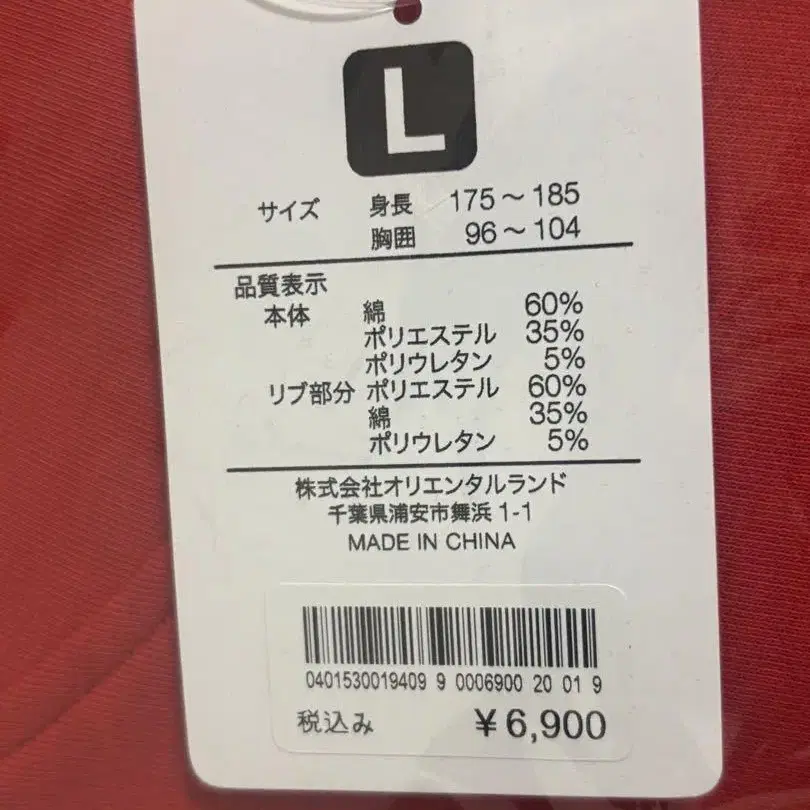 L
サイズ 身長 175～185
胸囲 96～104
品質表示
本体 綿 60%
ポリエステル 35%
ポリウレタン 5%
リブ部分 ポリエステル 60%
綿 35%
ポリウレタン 5%
株式会社オリエンタルランド
千葉県浦安市舞浜 1-1
MADE IN CHINA
0401530019409 9 0006900 20 01 9
税込み ¥6,900